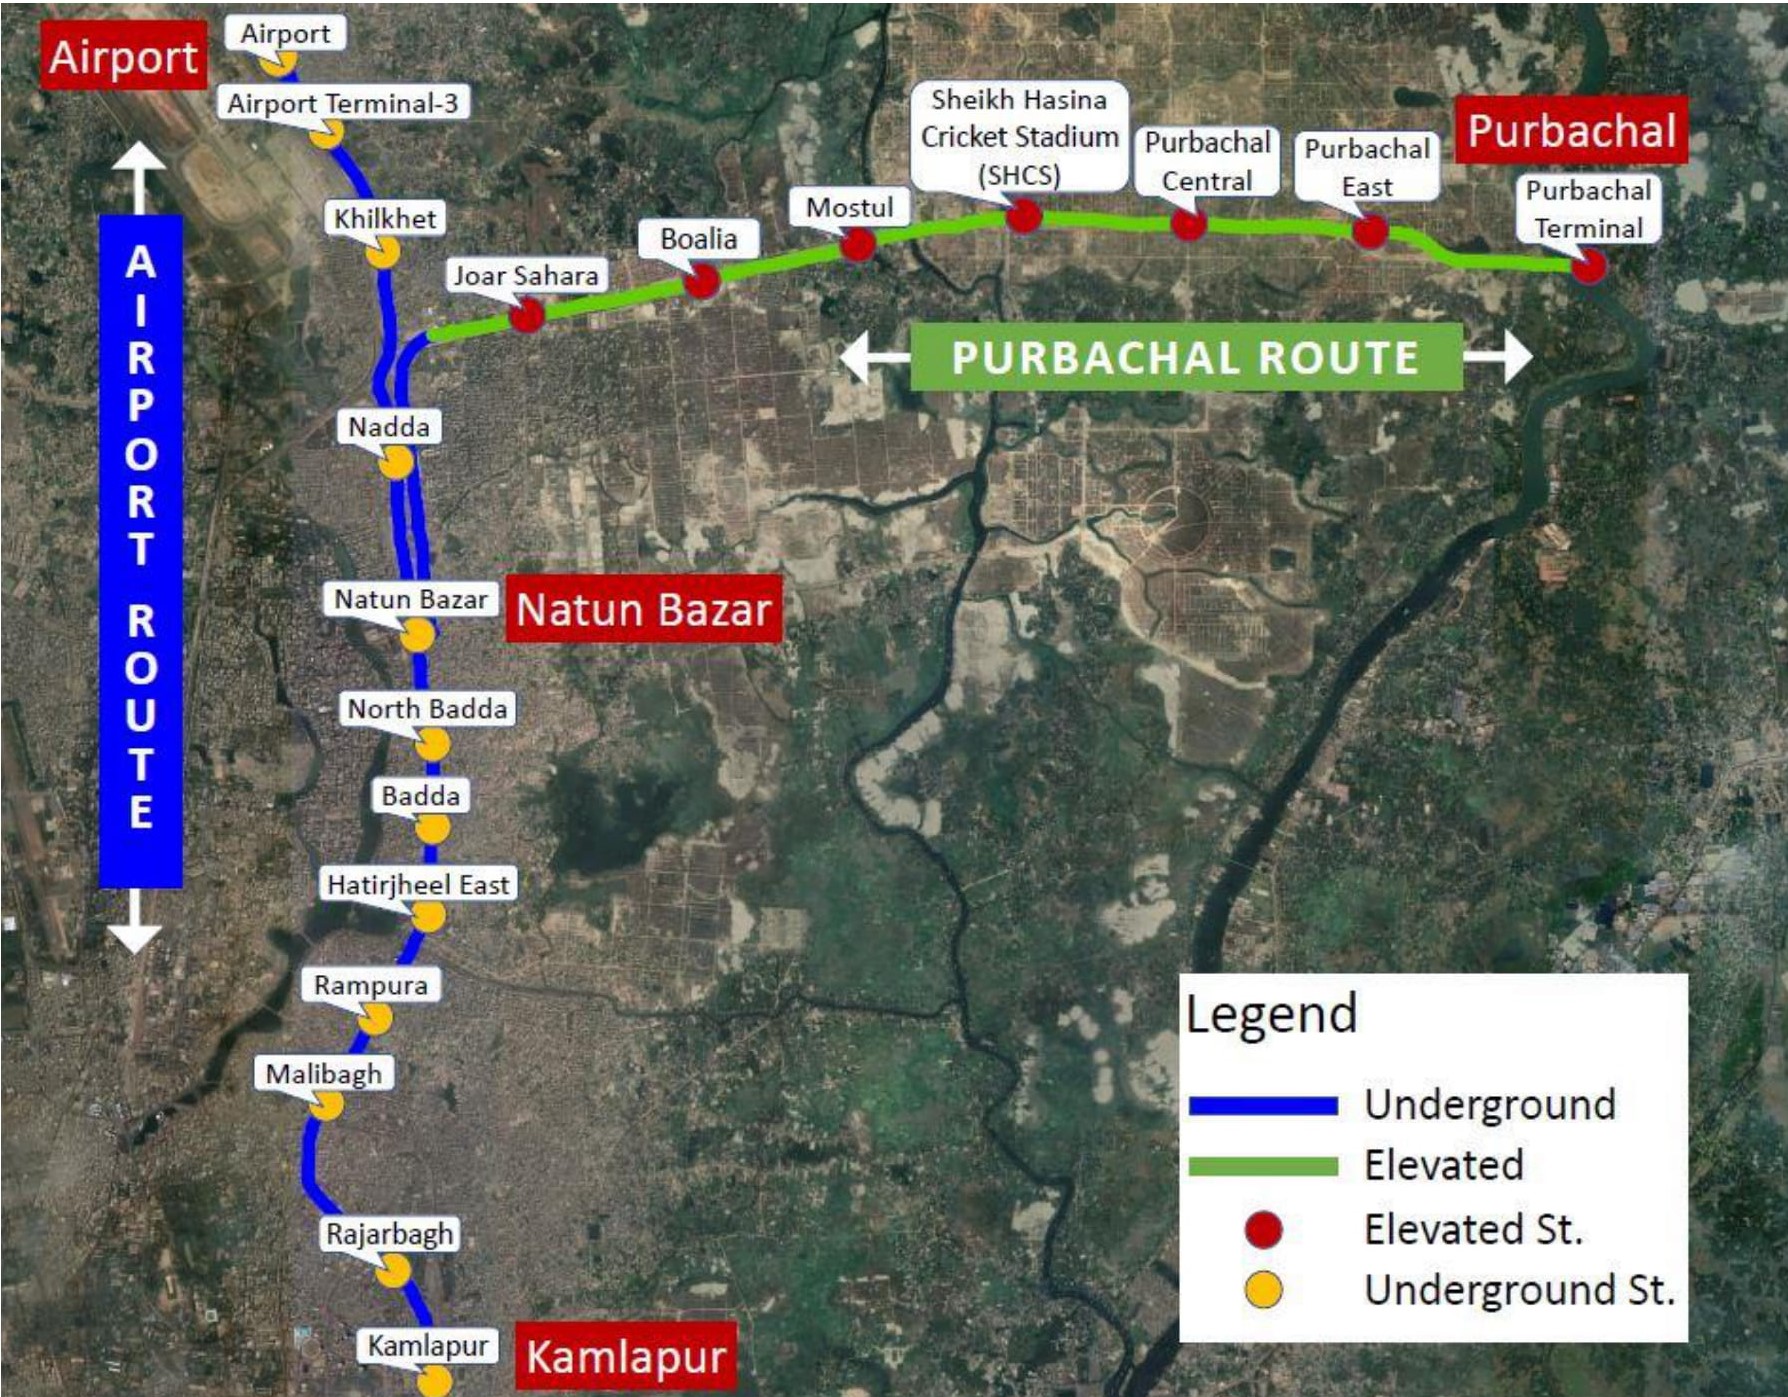 Airport
Airport
Airport Terminal-3
Khilkhet
Joar Sahara
Boalia
Mostul
Sheikh Hasina
Cricket Stadium
(SHCS)
Purbachal
Central
Purbachal
East
Purbachal
Purbachal
Terminal
AIRPORT ROUTE
PURBACHAL ROUTE
Nadda
Natun Bazar
Natun Bazar
North Badda
Badda
Hatirjheel East
Rampura
Malibagh
Rajarbagh
Kamlapur
Kamlapur
Legend
Underground
Elevated
Elevated St.
Underground St.